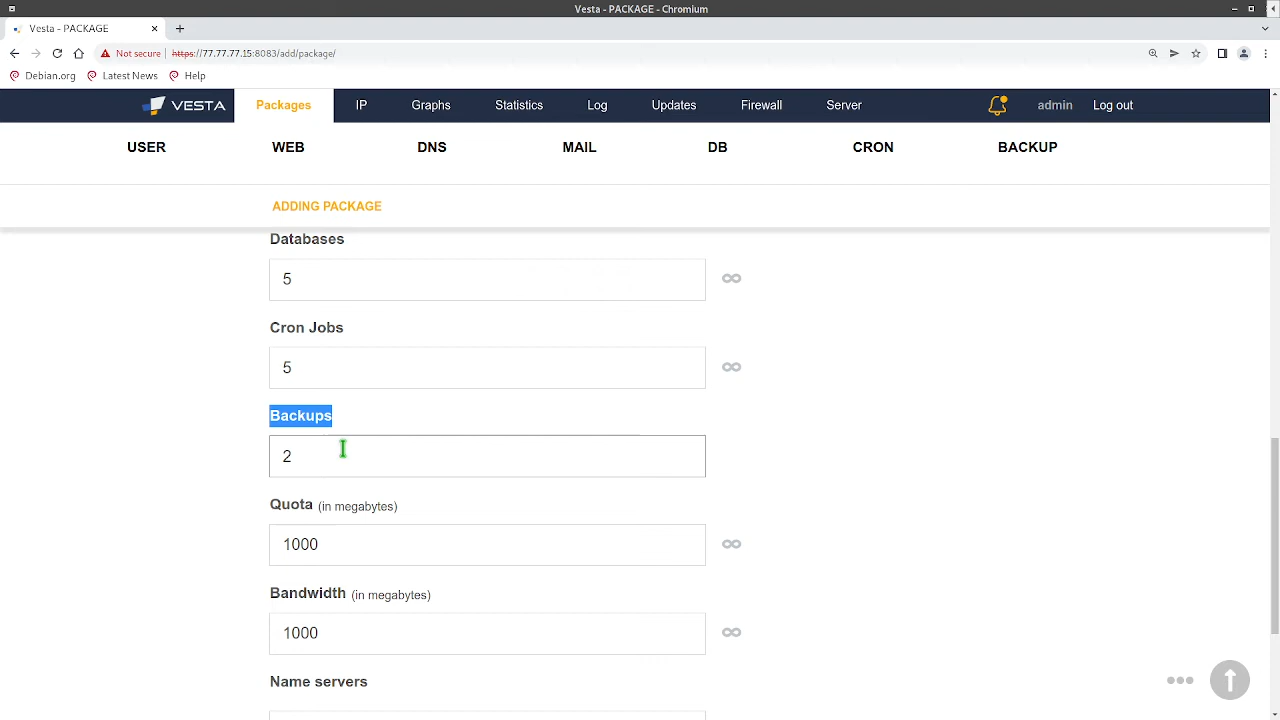 Vesta - PACKAGE - Chromium
Vesta - PACKAGE
Not secure https://77.77.77.15:8083/add/package/
Debian.org Latest News Help
VESTA Packages IP Graphs Statistics Log Updates Firewall Server admin Log out
USER WEB DNS MAIL DB CRON BACKUP
ADDING PACKAGE
Databases
5
Cron Jobs
5
Backups
2
Quota (in megabytes)
1000
Bandwidth (in megabytes)
1000
Name servers